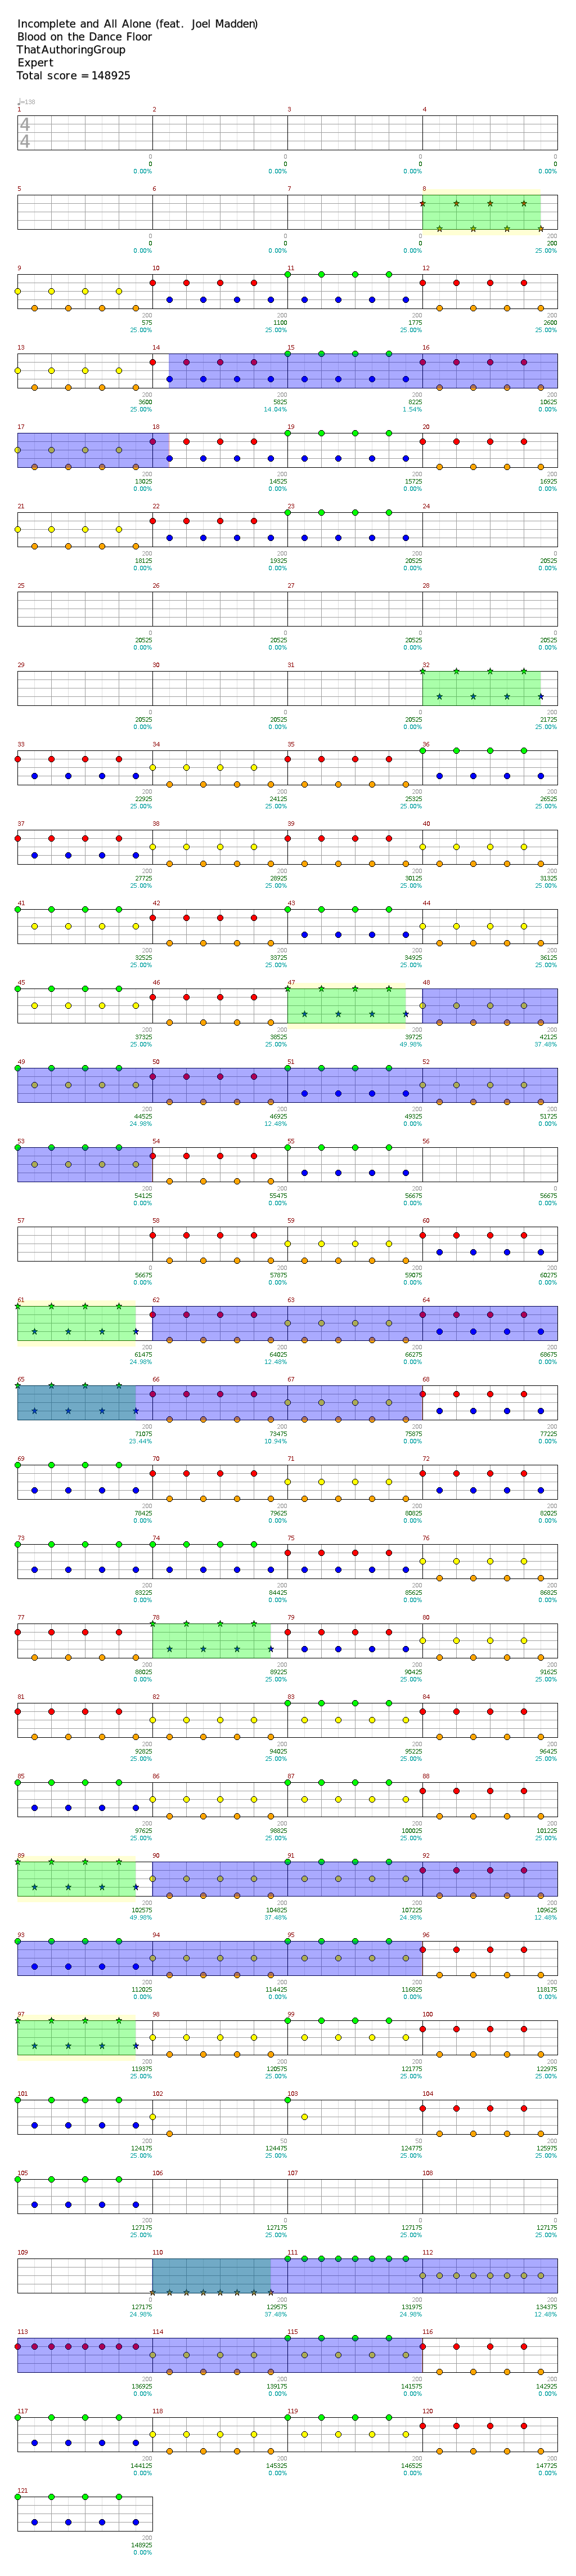 Incomplete and All Alone (feat. Joel Madden)
Blood on the Dance Floor
ThatAuthoringGroup
Expert
Total score = 148925
=138
1 2 3 4
4
4
0 0 0 0
0 0 0 0
0.00% 0.00% 0.00% 0.00%
5 6 7 8
0 0 0 200
0 0 0 200
0.00% 0.00% 0.00% 25.00%
9 10 11 12
200 200 200 200
575 1100 1775 2600
25.00% 25.00% 25.00% 25.00%
13 14 15 16
200 200 200 200
3600 5825 8225 10625
25.00% 14.04% 1.54% 0.00%
17 18 19 20
200 200 200 200
13025 14525 15725 16925
0.00% 0.00% 0.00% 0.00%
21 22 23 24
200 200 200 0
18125 19325 20525 20525
0.00% 0.00% 0.00% 0.00%
25 26 27 28
0 0 0 0
20525 20525 20525 20525
0.00% 0.00% 0.00% 0.00%
29 30 31 32
0 0 0 200
20525 20525 20525 21725
0.00% 0.00% 0.00% 25.00%
33 34 35 36
200 200 200 200
22925 24125 25325 26525
25.00% 25.00% 25.00% 25.00%
37 38 39 40
200 200 200 200
27725 28925 30125 31325
25.00% 25.00% 25.00% 25.00%
41 42 43 44
200 200 200 200
32525 33725 34925 36125
25.00% 25.00% 25.00% 25.00%
45 46 47 48
200 200 200 200
37325 38525 39725 42125
25.00% 25.00% 49.98% 37.48%
49 50 51 52
200 200 200 200
44525 46925 49325 51725
24.98% 12.48% 0.00% 0.00%
53 54 55 56
200 200 200 0
54125 55475 56675 56675
0.00% 0.00% 0.00% 0.00%
57 58 59 60
0 200 200 200
56675 57875 59075 60275
0.00% 0.00% 0.00% 0.00%
61 62 63 64
200 200 200 200
61475 64025 66275 68675
24.98% 12.48% 0.00% 0.00%
65 66 67 68
200 200 200 200
71075 73475 75875 77225
23.44% 10.94% 0.00% 0.00%
69 70 71 72
200 200 200 200
78425 79625 80825 82025
0.00% 0.00% 0.00% 0.00%
73 74 75 76
200 200 200 200
83225 84425 85625 86825
0.00% 0.00% 0.00% 0.00%
77 78 79 80
200 200 200 200
88025 89225 90425 91625
0.00% 25.00% 25.00% 25.00%
81 82 83 84
200 200 200 200
92825 94025 95225 96425
25.00% 25.00% 25.00% 25.00%
85 86 87 88
200 200 200 200
97625 98825 100025 101225
25.00% 25.00% 25.00% 25.00%
89 90 91 92
200 200 200 200
102575 104825 107225 109625
49.98% 37.48% 24.98% 12.48%
93 94 95 96
200 200 200 200
112025 114425 116825 118175
0.00% 0.00% 0.00% 0.00%
97 98 99 100
200 200 200 200
119375 120575 121775 122975
25.00% 25.00% 25.00% 25.00%
101 102 103 104
200 50 50 200
124175 124475 124775 125975
25.00% 25.00% 25.00% 25.00%
105 106 107 108
200 0 0 0
127175 127175 127175 127175
25.00% 25.00% 25.00% 25.00%
109 110 111 112
0 200 200 200
127175 129575 131975 134375
24.98% 37.48% 24.98% 12.48%
113 114 115 116
200 200 200 200
136925 139175 141575 142925
0.00% 0.00% 0.00% 0.00%
117 118 119 120
200 200 200 200
144125 145325 146525 147725
0.00% 0.00% 0.00% 0.00%
121
200
148925
0.00%